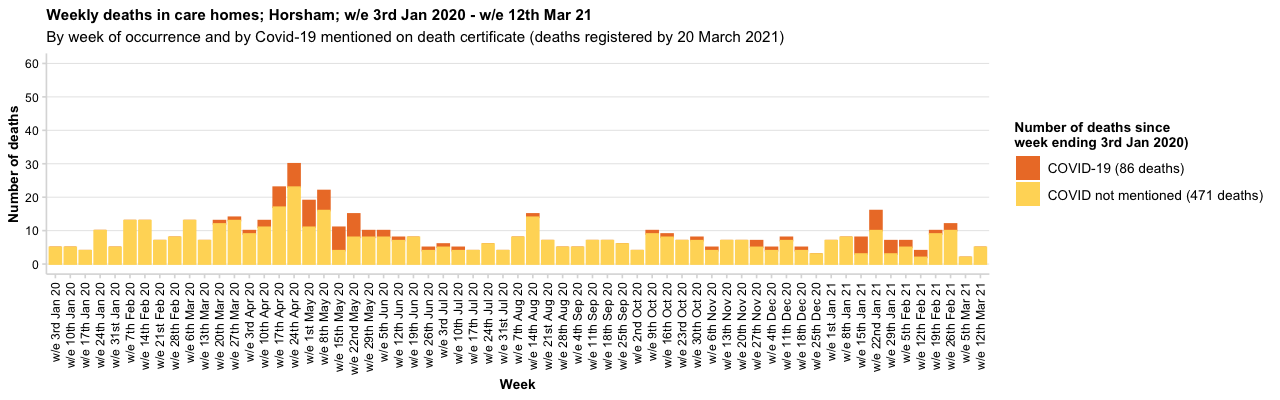 Weekly deaths in care homes; Horsham; w/e 3rd Jan 2020 - w/e 12th Mar 21
By week of occurrence and by Covid-19 mentioned on death certificate (deaths registered by 20 March 2021)
60
50
40
30
20
10
0
Number of deaths
w/e 3rd Jan 20
w/e 10th Jan 20
w/e 17th Jan 20
w/e 24th Jan 20
w/e 31st Jan 20
w/e 7th Feb 20
w/e 14th Feb 20
w/e 21st Feb 20
w/e 28th Feb 20
w/e 6th Mar 20
w/e 13th Mar 20
w/e 20th Mar 20
w/e 27th Mar 20
w/e 3rd Apr 20
w/e 10th Apr 20
w/e 17th Apr 20
w/e 24th Apr 20
w/e 1st May 20
w/e 8th May 20
w/e 15th May 20
w/e 22nd May 20
w/e 29th May 20
w/e 5th Jun 20
w/e 12th Jun 20
w/e 19th Jun 20
w/e 26th Jun 20
w/e 3rd Jul 20
w/e 10th Jul 20
w/e 17th Jul 20
w/e 24th Jul 20
w/e 31st Jul 20
w/e 7th Aug 20
w/e 14th Aug 20
w/e 21st Aug 20
w/e 28th Aug 20
w/e 4th Sep 20
w/e 11th Sep 20
w/e 18th Sep 20
w/e 25th Sep 20
w/e 2nd Oct 20
w/e 9th Oct 20
w/e 16th Oct 20
w/e 23rd Oct 20
w/e 30th Oct 20
w/e 6th Nov 20
w/e 13th Nov 20
w/e 20th Nov 20
w/e 27th Nov 20
w/e 4th Dec 20
w/e 11th Dec 20
w/e 18th Dec 20
w/e 25th Dec 20
w/e 1st Jan 21
w/e 8th Jan 21
w/e 15th Jan 21
w/e 22nd Jan 21
w/e 29th Jan 21
w/e 5th Feb 21
w/e 12th Feb 21
w/e 19th Feb 21
w/e 26th Feb 21
w/e 5th Mar 21
w/e 12th Mar 21
Week
Number of deaths since
week ending 3rd Jan 2020)
COVID-19 (86 deaths)
COVID not mentioned (471 deaths)